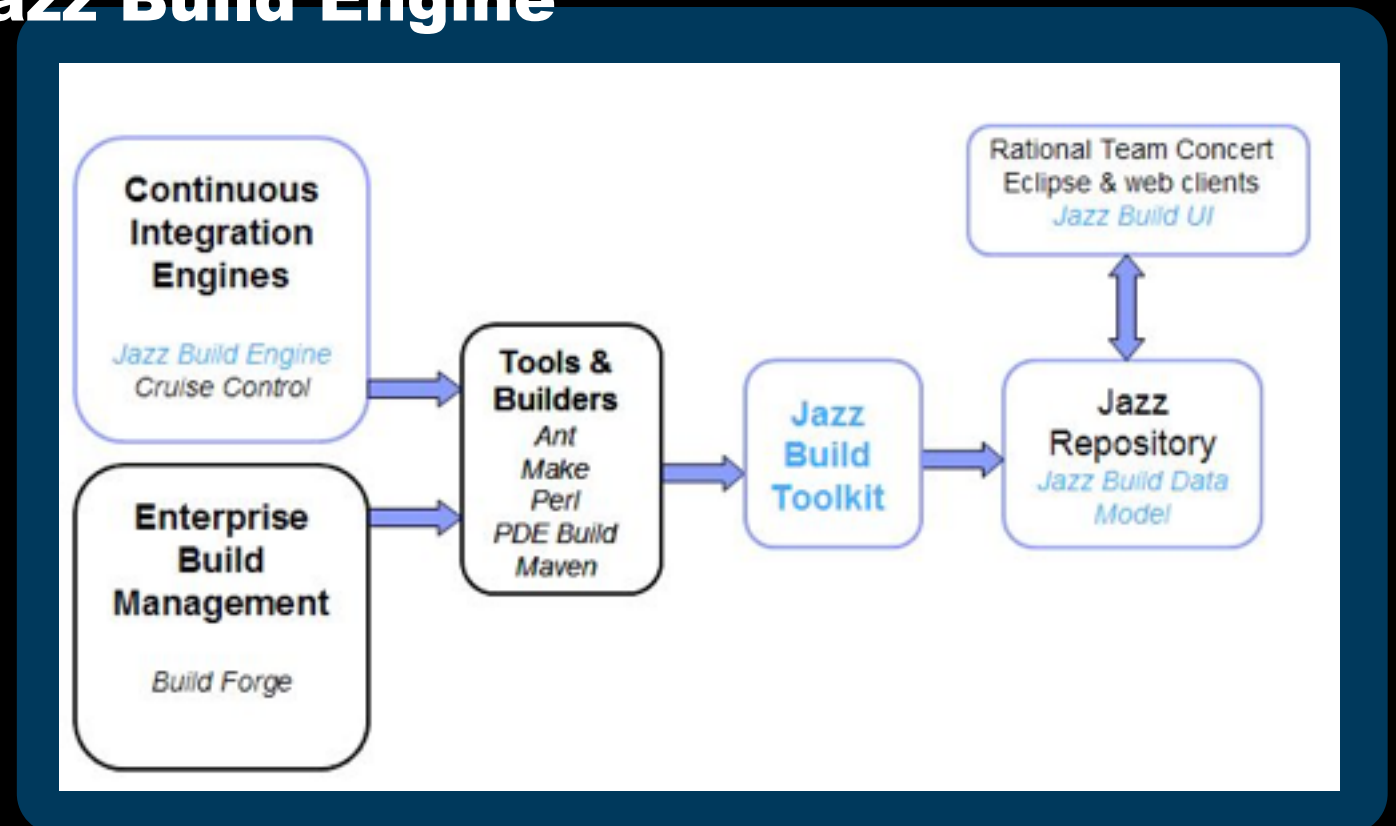 Jazz Build Engine
Continuous
Integration
Engines
Jazz Build Engine
Cruise Control
Enterprise
Build
Management
Build Forge
Tools &
Builders
Ant
Make
Perl
PDE Build
Maven
Jazz
Build
Toolkit
Rational Team Concert
Eclipse & web clients
Jazz Build UI
Jazz
Repository
Jazz Build Data
Model